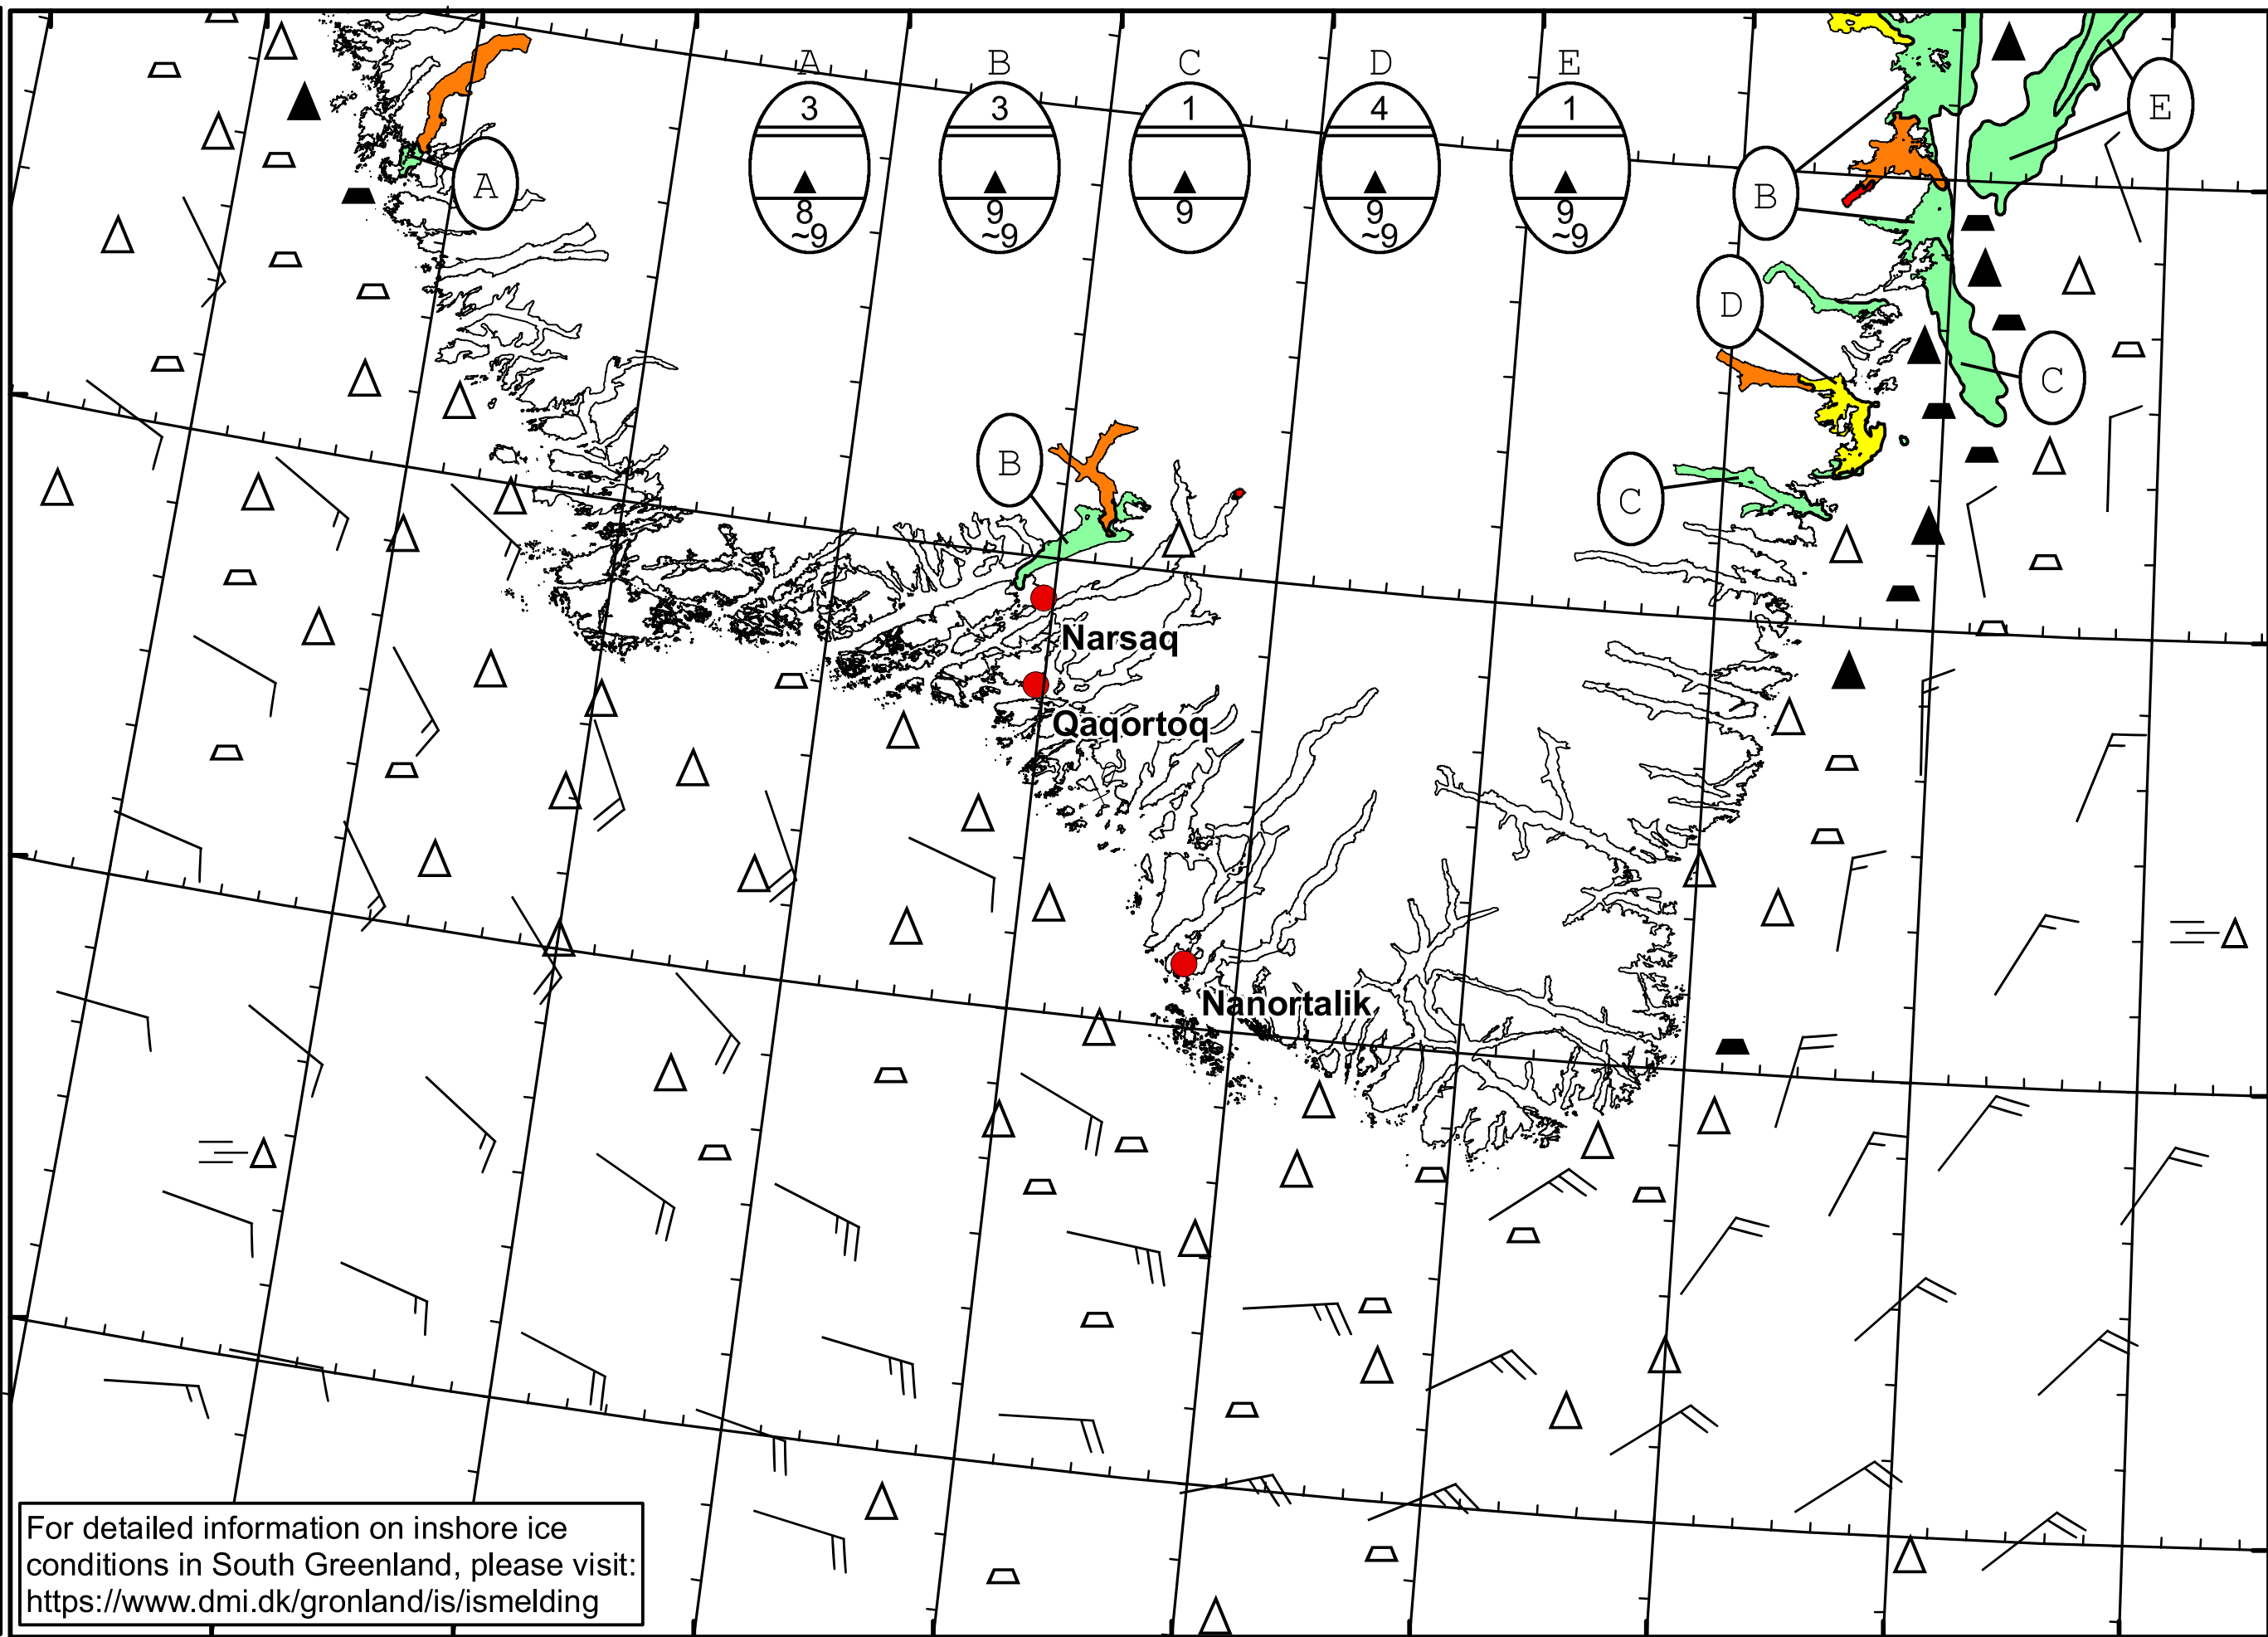 A B C D E
3 3 1 4 1
8 9 9 9 9
~9 ~9 ~9 ~9
E
A
B
D
C
B
C
Narsaq
Qaqortoq
Nanortalik
For detailed information on inshore ice
conditions in South Greenland, please visit:
https://www.dmi.dk/gronland/is/ismelding